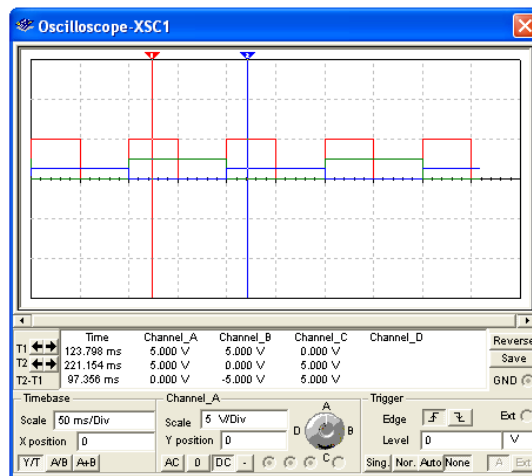 Oscilloscope-XSC1
1 2
Time Channel_A Channel_B Channel_C Channel_D
T1 123.798 ms 5.000 V 5.000 V 0.000 V
T2 221.154 ms 5.000 V 0.000 V 5.000 V
T2-T1 97.356 ms 0.000 V -5.000 V 5.000 V
Reverse
Save
GND
Timebase Channel_A Trigger
Scale 50 ms/Div Scale 5 V/Div A B C D Edge Ext
X position 0 Y position 0 Level 0 V
Y/T A/B A+B AC 0 DC - Sing. Nor. Auto None A Ext